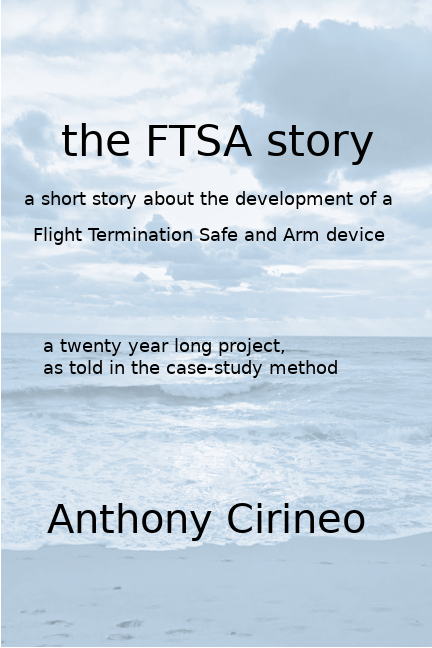 the FTSA story
a short story about the development of a
Flight Termination Safe and Arm device
a twenty year long project,
as told in the case-study method
Anthony Cirineo